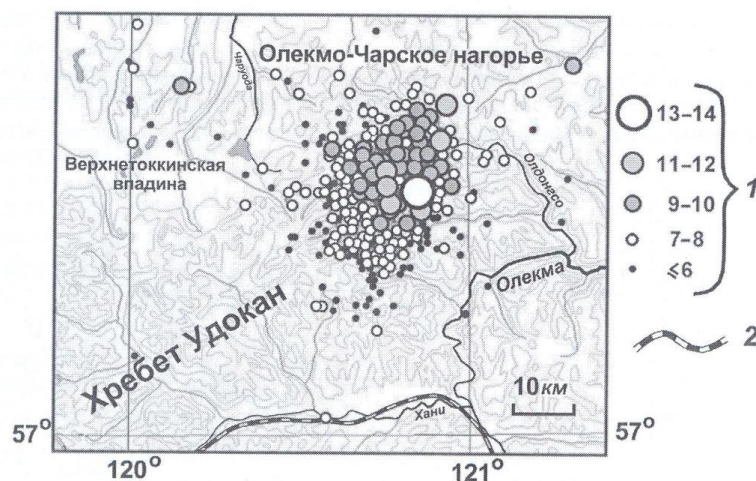 Олекмо-Чарское нагорье
Чаруода
Верхнетоккинская
впадина
Олдонгсо
Олекма
Хребет Удокан
Хани
10 км
57°
57°
120°
121°
13–14
11–12
9–10
7–8
≤6
1
2